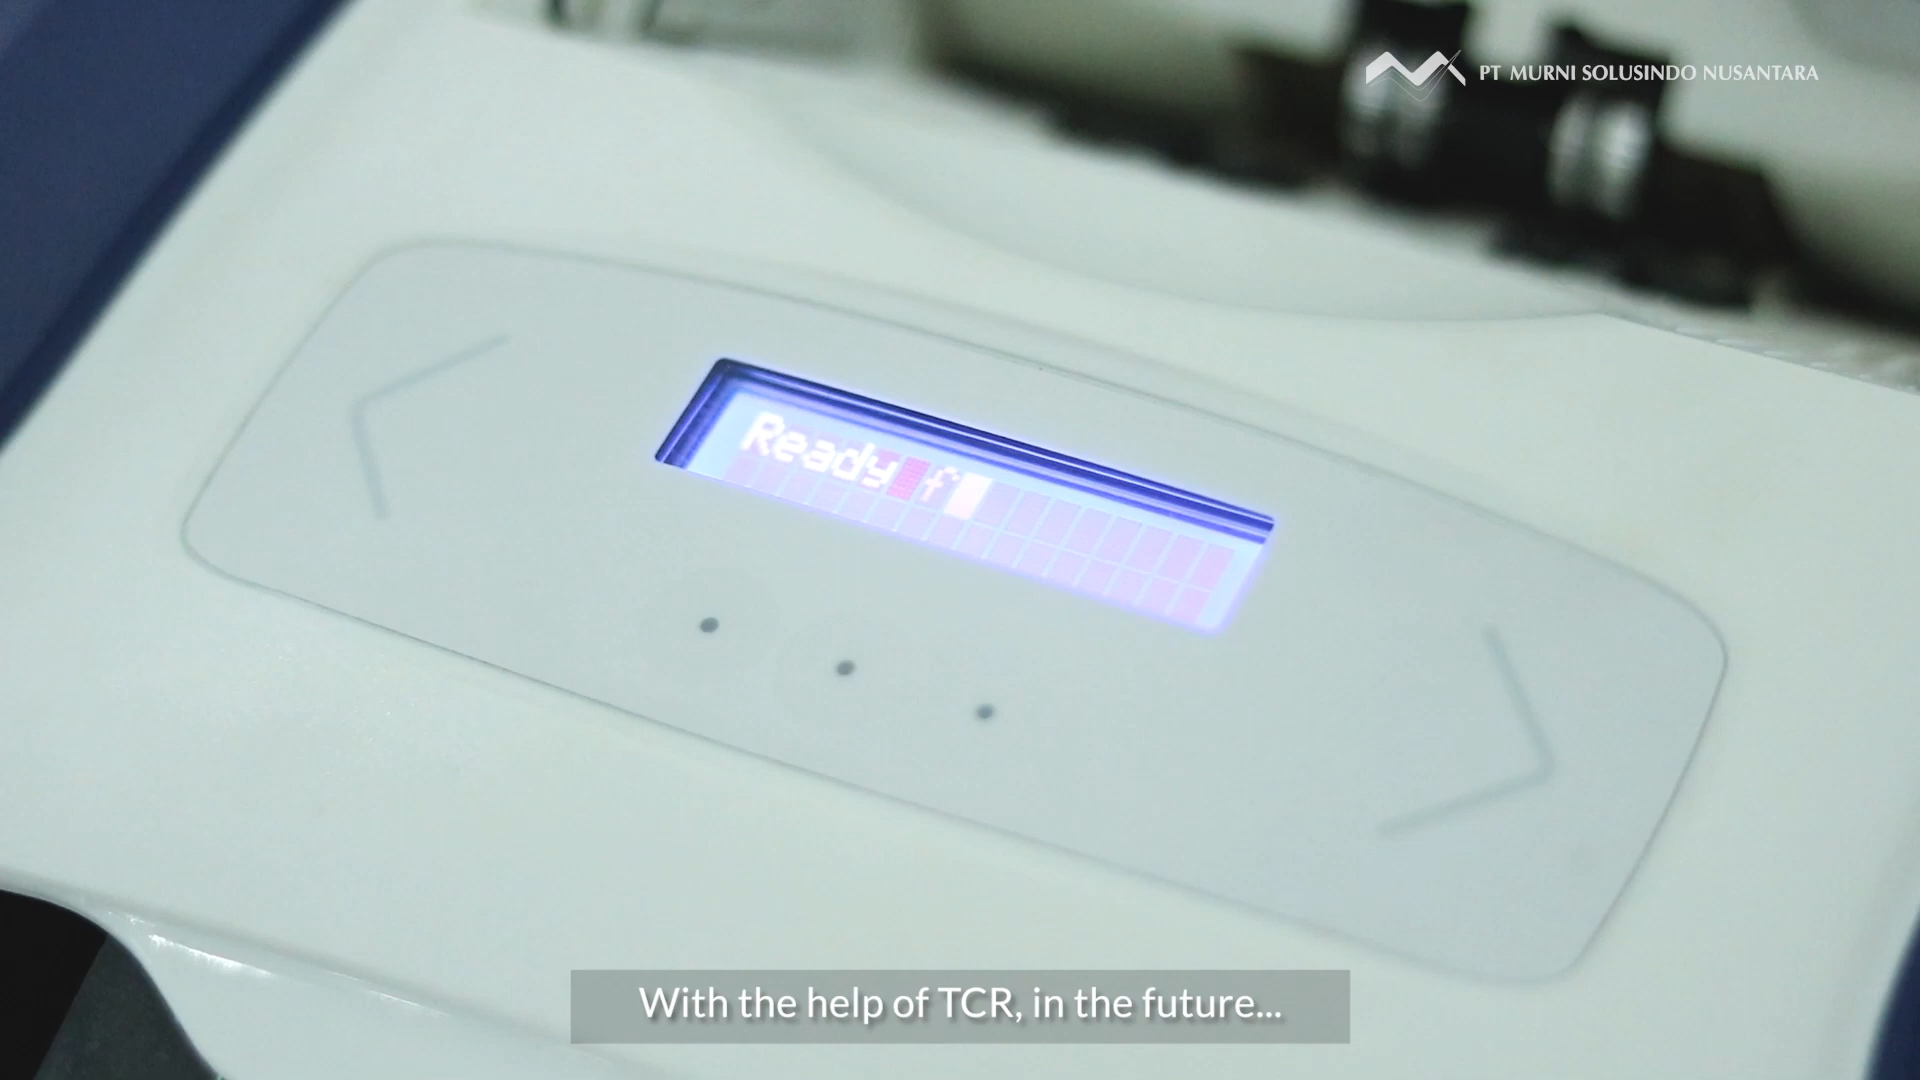 PT MURNI SOLUSINDO NUSANTARA
Ready f
With the help of TCR, in the future...